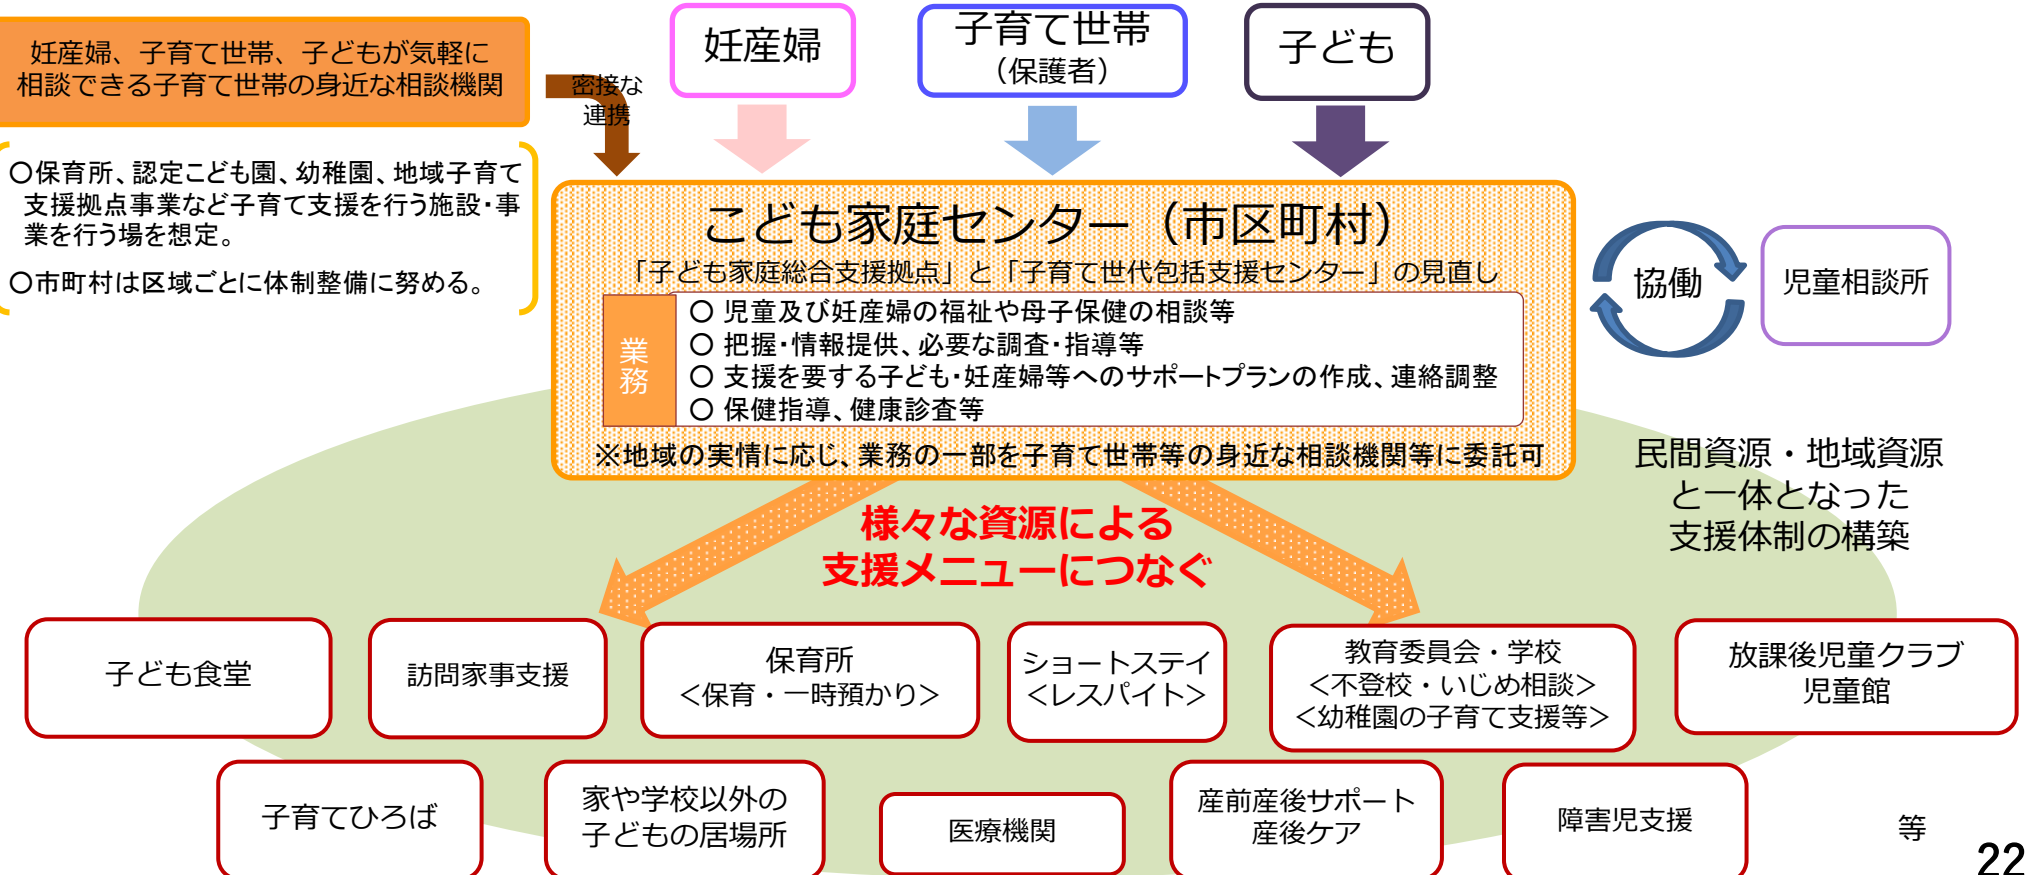 妊産婦、子育て世帯、子どもが気軽に
相談できる子育て世帯の身近な相談機関
密接な
連携
妊産婦
子育て世帯
（保護者）
子ども
〇保育所、認定こども園、幼稚園、地域子育て
支援拠点事業など子育て支援を行う施設・事
業を行う場を想定。
〇市町村は区域ごとに体制整備に努める。
こども家庭センター（市区町村）
「子ども家庭総合支援拠点」と「子育て世代包括支援センター」の見直し
業
務
〇 児童及び妊産婦の福祉や母子保健の相談等
〇 把握・情報提供、必要な調査・指導等
〇 支援を要する子ども・妊産婦等へのサポートプランの作成、連絡調整
〇 保健指導、健康診査等
※地域の実情に応じ、業務の一部を子育て世帯等の身近な相談機関等に委託可
協働
児童相談所
民間資源・地域資源
と一体となった
支援体制の構築
様々な資源による
支援メニューにつなぐ
子ども食堂
訪問家事支援
保育所
＜保育・一時預かり＞
ショートステイ
＜レスパイト＞
教育委員会・学校
＜不登校・いじめ相談＞
＜幼稚園の子育て支援等＞
放課後児童クラブ
児童館
子育てひろば
家や学校以外の
子どもの居場所
医療機関
産前産後サポート
産後ケア
障害児支援
等
22